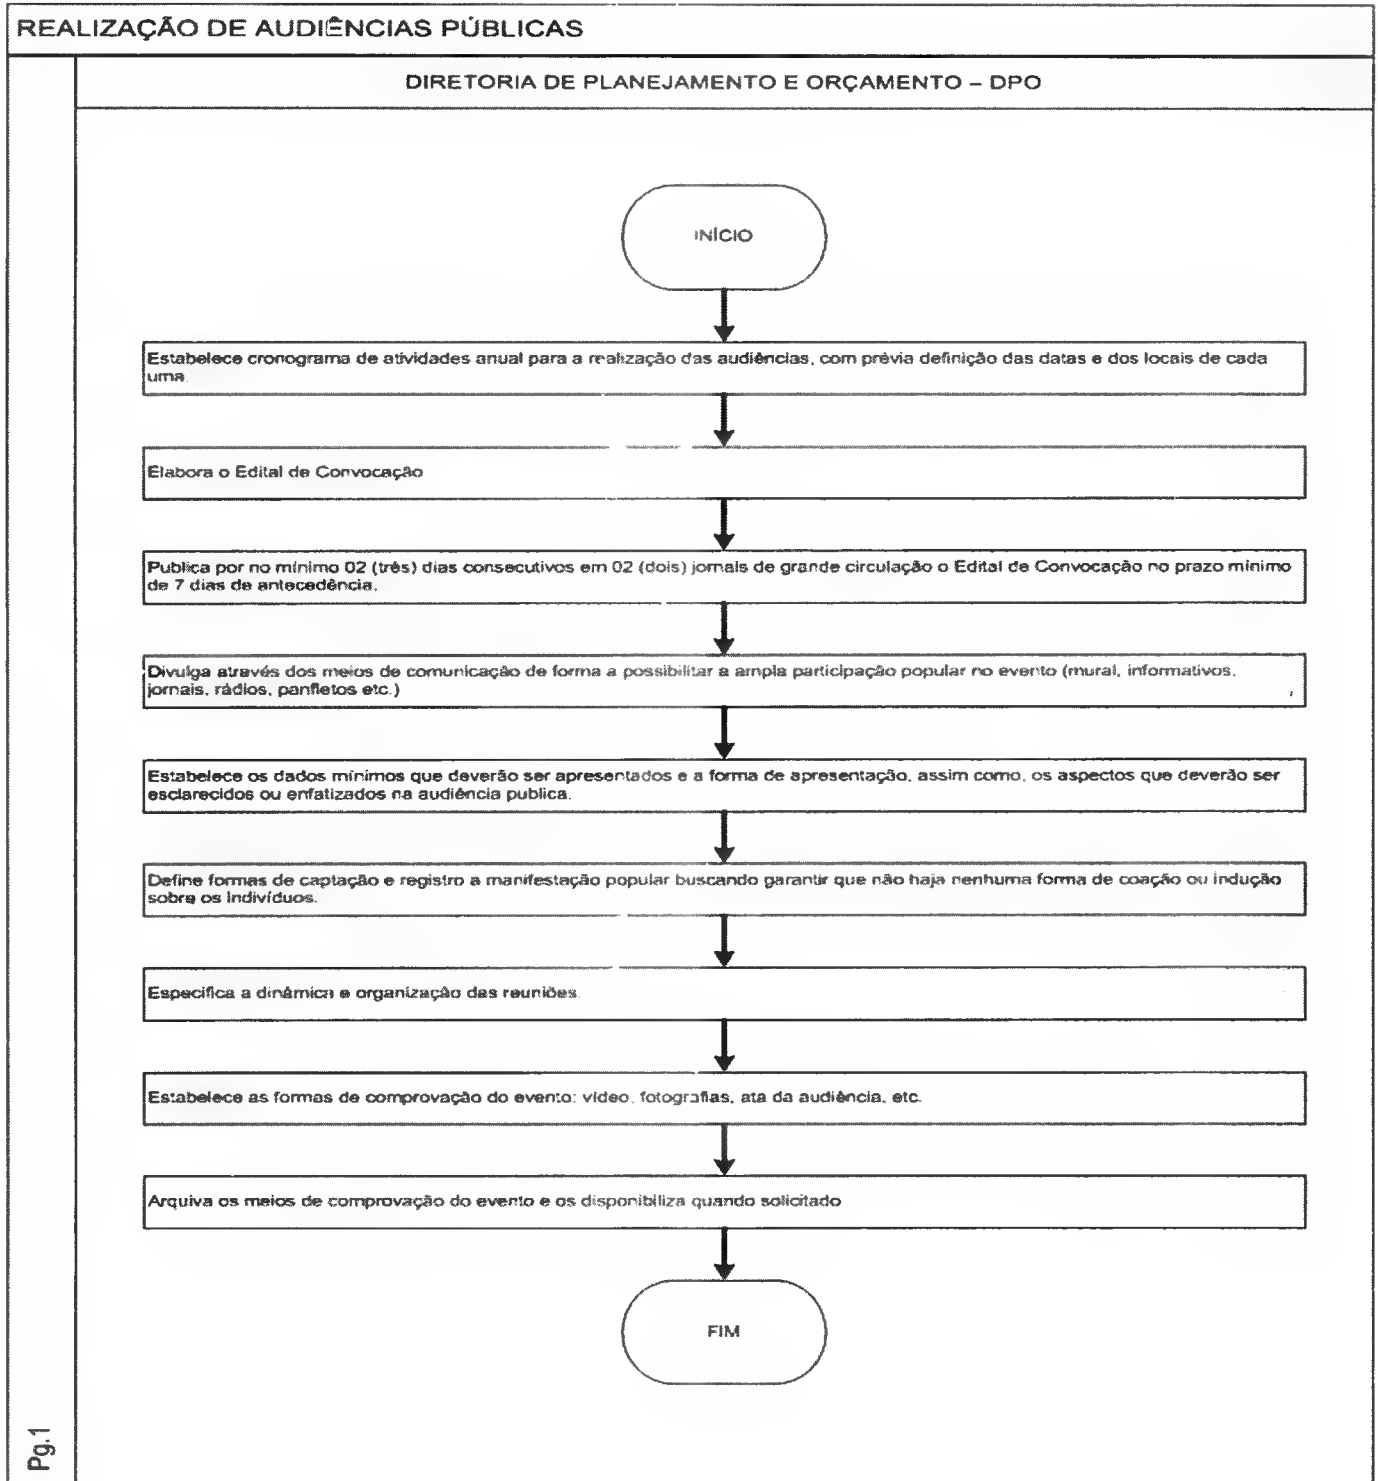 REALIZAÇÃO DE AUDIÊNCIAS PÚBLICAS
DIRETORIA DE PLANEJAMENTO E ORÇAMENTO – DPO
INÍCIO
Estabelece cronograma de atividades anual para a realização das audiências, com prévia definição das datas e dos locais de cada
uma.
Elabora o Edital de Convocação
Publica por no mínimo 02 (três) dias consecutivos em 02 (dois) jornais de grande circulação o Edital de Convocação no prazo mínimo
de 7 dias de antecedência.
Divulga através dos meios de comunicação de forma a possibilitar a ampla participação popular no evento (mural, informativos,
jornais, rádios, panfletos etc.)
Estabelece os dados mínimos que deverão ser apresentados e a forma de apresentação, assim como, os aspectos que deverão ser
esclarecidos ou enfatizados na audiência publica.
Define formas de captação e registro a manifestação popular buscando garantir que não haja nenhuma forma de coação ou indução
sobre os indivíduos.
Especifica a dinâmica e organização das reuniões.
Estabelece as formas de comprovação do evento: vídeo, fotografias, ata da audiência, etc.
Arquiva os meios de comprovação do evento e os disponibiliza quando solicitado
FIM
Pg.1